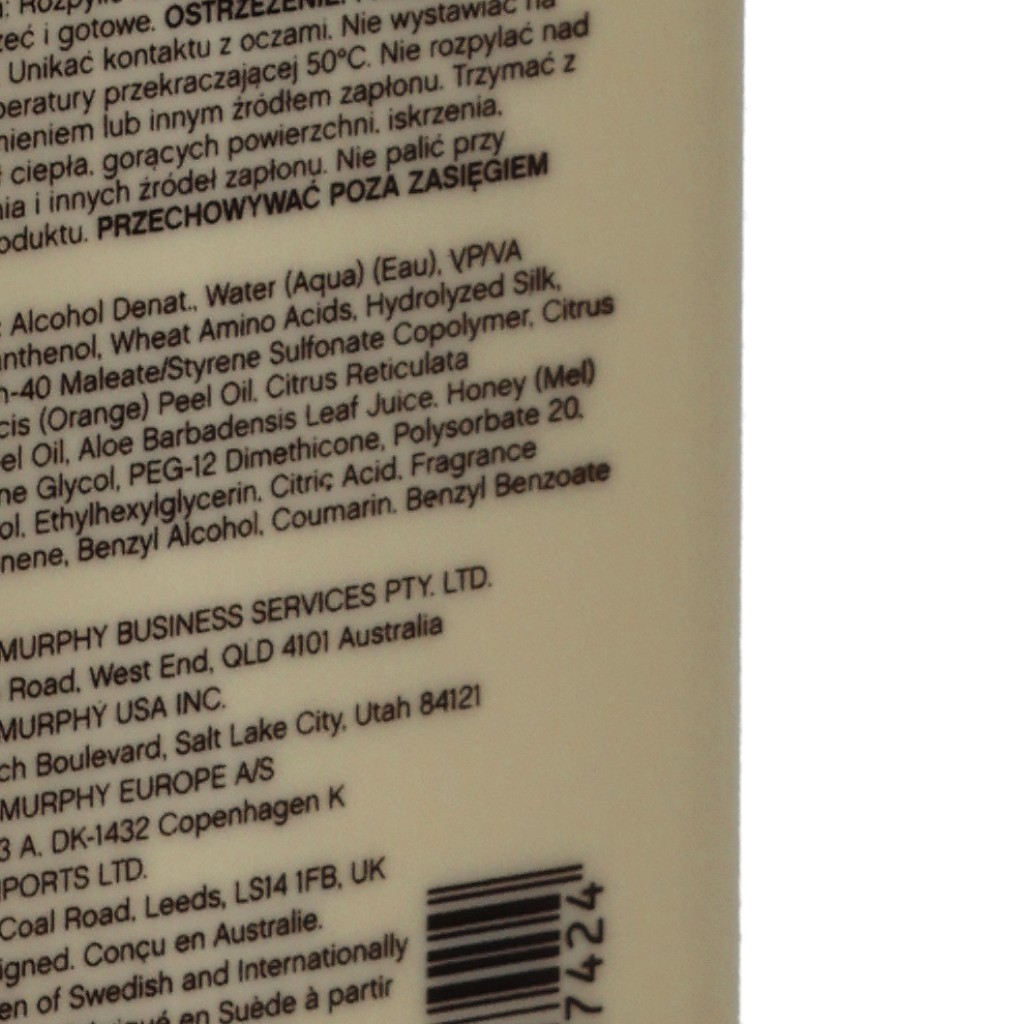 i gotowe. OSTRZEŻENIE.
Unikać kontaktu z oczami. Nie wystawiać na
peratury przekraczającej 50°C. Nie rozpylać nad
mieniem lub innym źródłem zapłonu. Trzymać z
ciepła, gorących powierzchni, iskrzenia,
nia i innych źródeł zapłonu. Nie palić przy
oduktu. PRZECHOWYWAĆ POZA ZASIĘGIEM
: Alcohol Denat., Water (Aqua) (Eau), VP/VA
anthenol, Wheat Amino Acids, Hydrolyzed Silk,
h-40 Maleate/Styrene Sulfonate Copolymer, Citrus
cis (Orange) Peel Oil, Citrus Reticulata
el Oil, Aloe Barbadensis Leaf Juice, Honey (Mel)
ne Glycol, PEG-12 Dimethicone, Polysorbate 20,
ol, Ethylhexylglycerin, Citric Acid, Fragrance
nene, Benzyl Alcohol, Coumarin, Benzyl Benzoate
MURPHY BUSINESS SERVICES PTY. LTD.
Road, West End, QLD 4101 Australia
MURPHY USA INC.
ch Boulevard, Salt Lake City, Utah 84121
MURPHY EUROPE A/S
3 A, DK-1432 Copenhagen K
PORTS LTD.
Coal Road, Leeds, LS14 1FB, UK
igned. Conçu en Australie.
en of Swedish and Internationally
en Suède à partir
7424